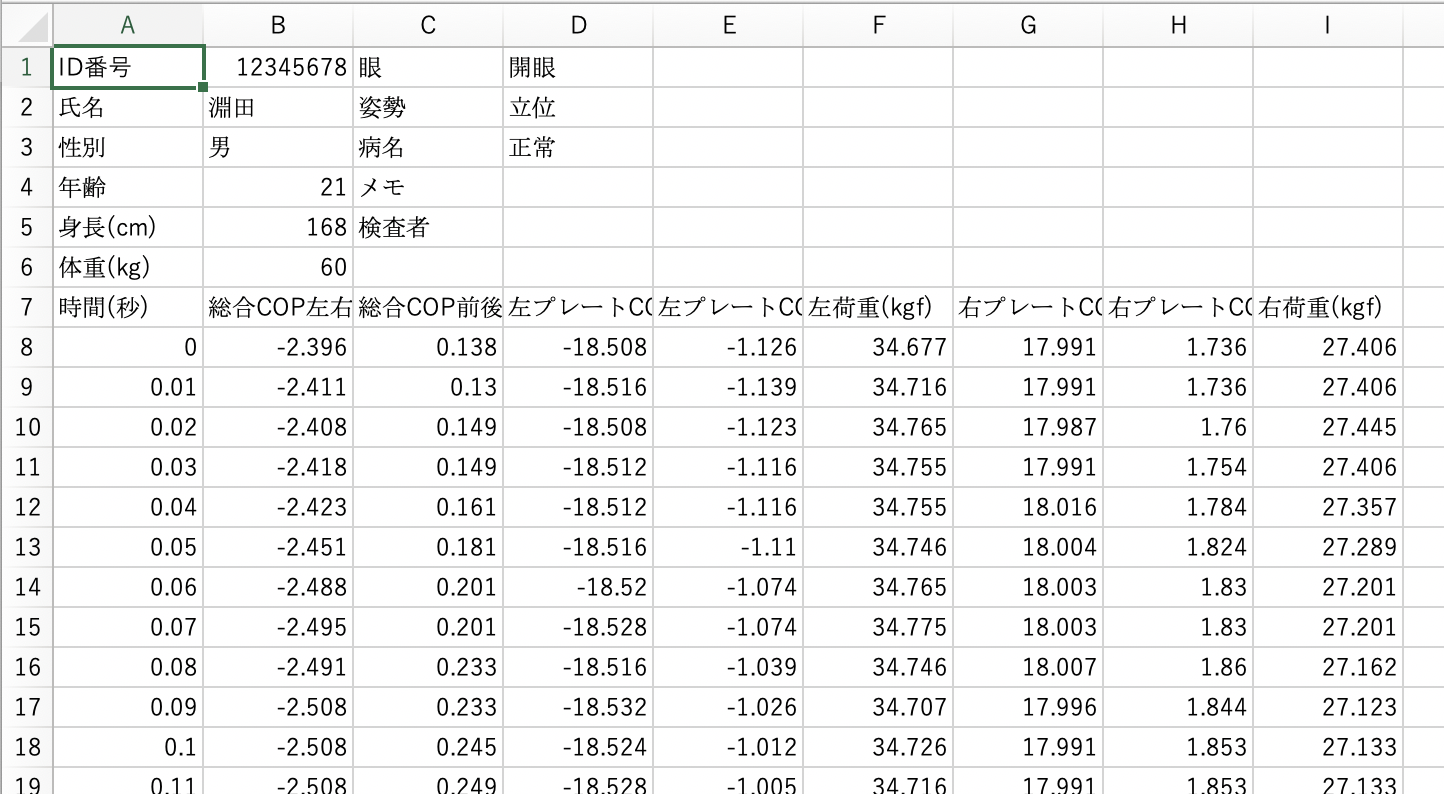 A B C D E F G H I
1 ID番号 12345678 眼 開眼
2 氏名 淵田 姿勢 立位
3 性別 男 病名 正常
4 年齢 21 メモ
5 身長(cm) 168 検査者
6 体重(kg) 60
7 時間(秒) 総合COP左右 総合COP前後 左プレートCO 左プレートCO 左荷重(kgf) 右プレートCO 右プレートCO 右荷重(kgf)
8 0 -2.396 0.138 -18.508 -1.126 34.677 17.991 1.736 27.406
9 0.01 -2.411 0.13 -18.516 -1.139 34.716 17.991 1.736 27.406
10 0.02 -2.408 0.149 -18.508 -1.123 34.765 17.987 1.76 27.445
11 0.03 -2.418 0.149 -18.512 -1.116 34.755 17.991 1.754 27.406
12 0.04 -2.423 0.161 -18.512 -1.116 34.755 18.016 1.784 27.357
13 0.05 -2.451 0.181 -18.516 -1.11 34.746 18.004 1.824 27.289
14 0.06 -2.488 0.201 -18.52 -1.074 34.765 18.003 1.83 27.201
15 0.07 -2.495 0.201 -18.528 -1.074 34.775 18.003 1.83 27.201
16 0.08 -2.491 0.233 -18.516 -1.039 34.746 18.007 1.86 27.162
17 0.09 -2.508 0.233 -18.532 -1.026 34.707 17.996 1.844 27.123
18 0.1 -2.508 0.245 -18.524 -1.012 34.726 17.991 1.853 27.133
19 0.11 -2.508 0.249 -18.528 -1.005 34.716 17.991 1.853 27.133